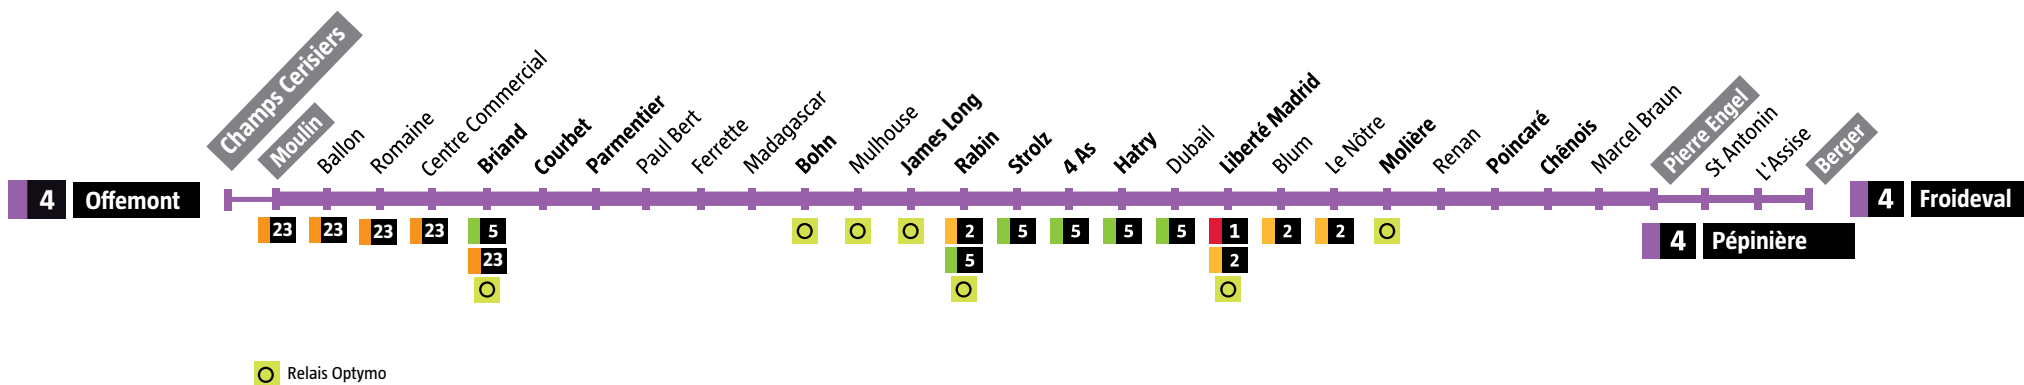 Champs Cerisiers
Moulin
Ballon
Romaine
Centre Commercial
Briand
Courbet
Parmentier
Paul Bert
Ferrette
Madagascar
Bohn
Mulhouse
James Long
Rabin
Strolz
4 As
Hatry
Dubail
Liberté Madrid
Blum
Le Nôtre
Molière
Renan
Poincaré
Chênois
Marcel Braun
Pierre Engel
St Antonin
L'Assise
Berger
4 Offemont
4 Froideval
23 23 23 23 5 2 5 5 5 5 1 2 2
4 Pépinière
23 5 2
Relais Optymo